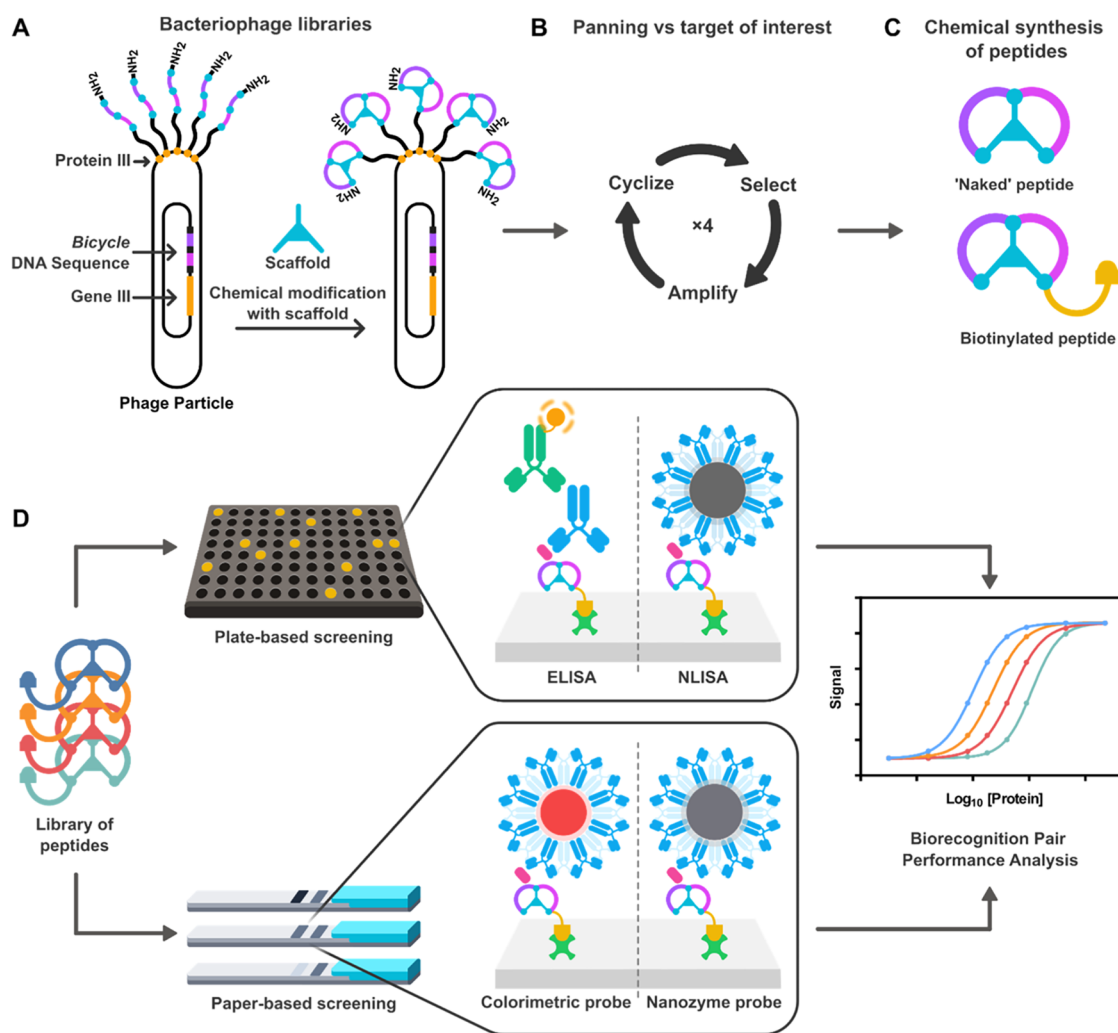 A
Bacteriophage libraries
NH2
NH2
NH2
NH2
NH2
NH2
NH2
NH2
NH2
NH2
Protein III
Bicycle
DNA Sequence
Gene III
Scaffold
Chemical modification
with scaffold
Phage Particle
B
Panning vs target of interest
Cyclize
Select
×4
Amplify
C
Chemical synthesis
of peptides
'Naked' peptide
Biotinylated peptide
D
Library of
peptides
Plate-based screening
ELISA
NLISA
Paper-based screening
Colorimetric probe
Nanozyme probe
Signal
Log10 [Protein]
Biorecognition Pair
Performance Analysis